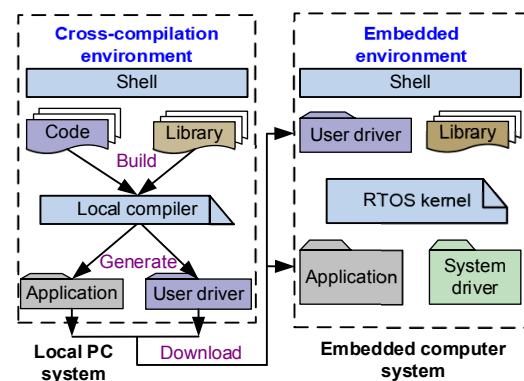 Cross-compilation
environment
Shell
Code
Library
Build
Local compiler
Generate
Application
User driver
Local PC
system
Download
Embedded
environment
Shell
User driver
Library
RTOS kernel
Application
System
driver
Embedded computer
system